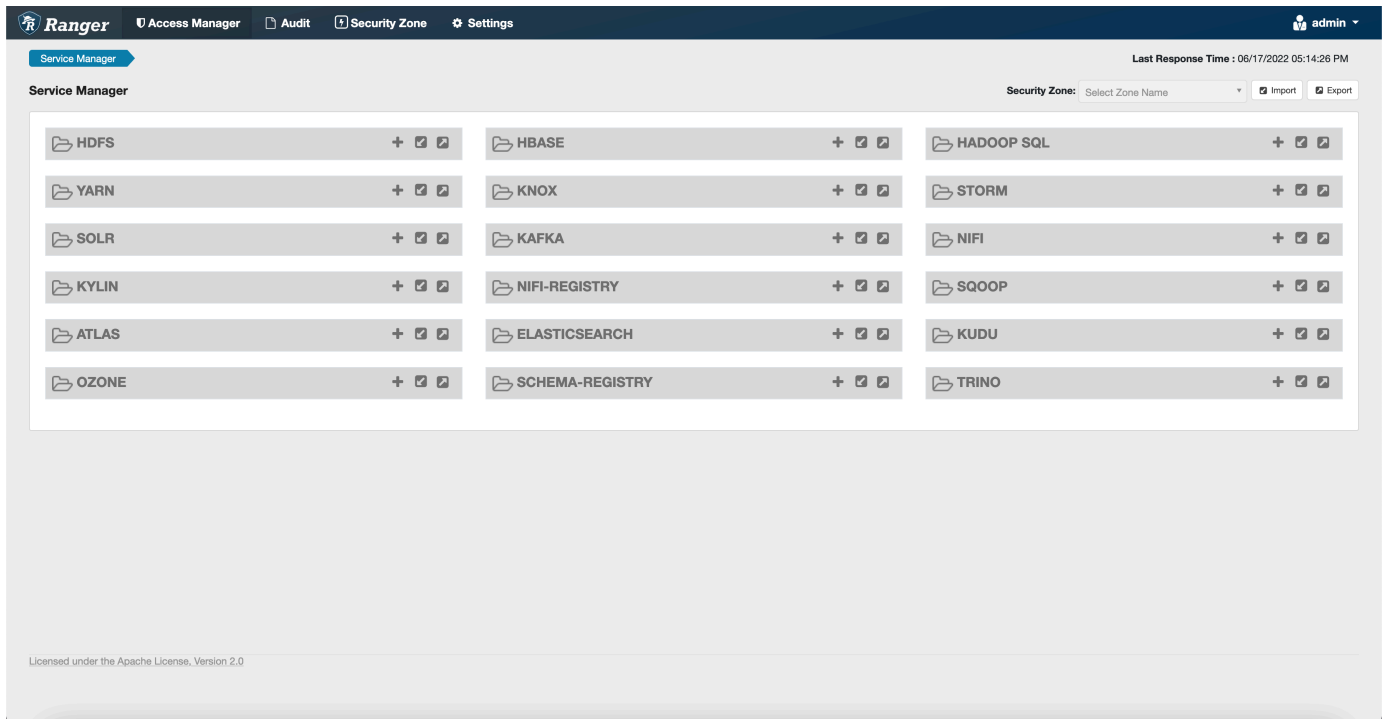 Ranger Access Manager Audit Security Zone Settings admin
Service Manager Last Response Time : 06/17/2022 05:14:26 PM
Service Manager Security Zone: Select Zone Name Import Export
HDFS HBASE HADOOP SQL
YARN KNOX STORM
SOLR KAFKA NIFI
KYLIN NIFI-REGISTRY SQOOP
ATLAS ELASTICSEARCH KUDU
OZONE SCHEMA-REGISTRY TRINO
Licensed under the Apache License, Version 2.0